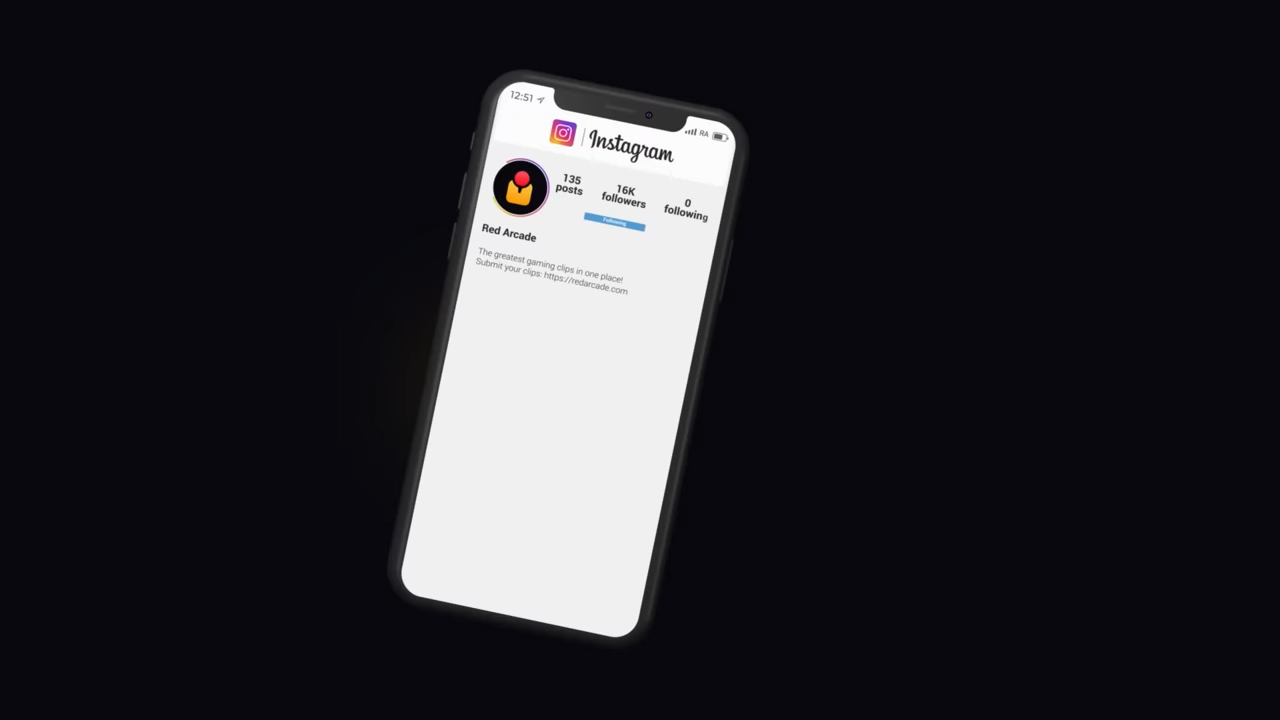 12:51
RA
Instagram
135
posts
16K
followers
0
following
Following
Red Arcade
The greatest gaming clips in one place!
Submit your clips: https://redarcade.com